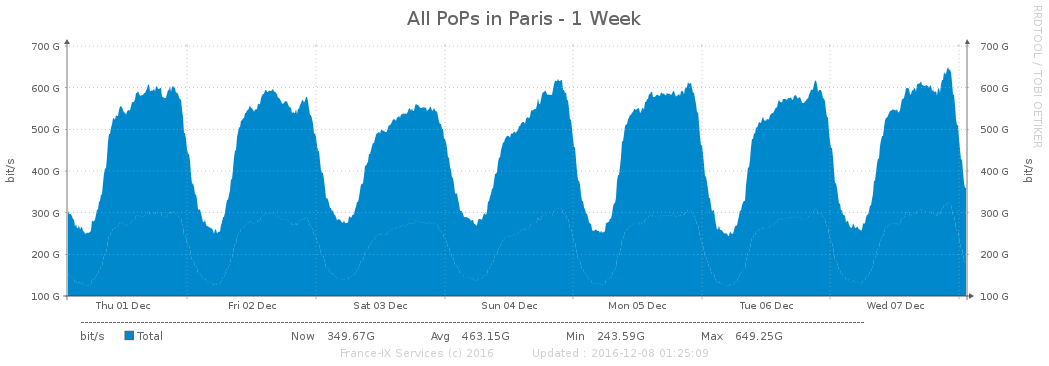 All PoPs in Paris - 1 Week
RRDTOOL / TOBI OETIKER
bit/s
bit/s
700 G 700 G
600 G 600 G
500 G 500 G
400 G 400 G
300 G 300 G
200 G 200 G
100 G 100 G
Thu 01 Dec Fri 02 Dec Sat 03 Dec Sun 04 Dec Mon 05 Dec Tue 06 Dec Wed 07 Dec
bit/s Total Now 349.67G Avg 463.15G Min 243.59G Max 649.25G
France-IX Services (c) 2016 Updated : 2016-12-08 01:25:09